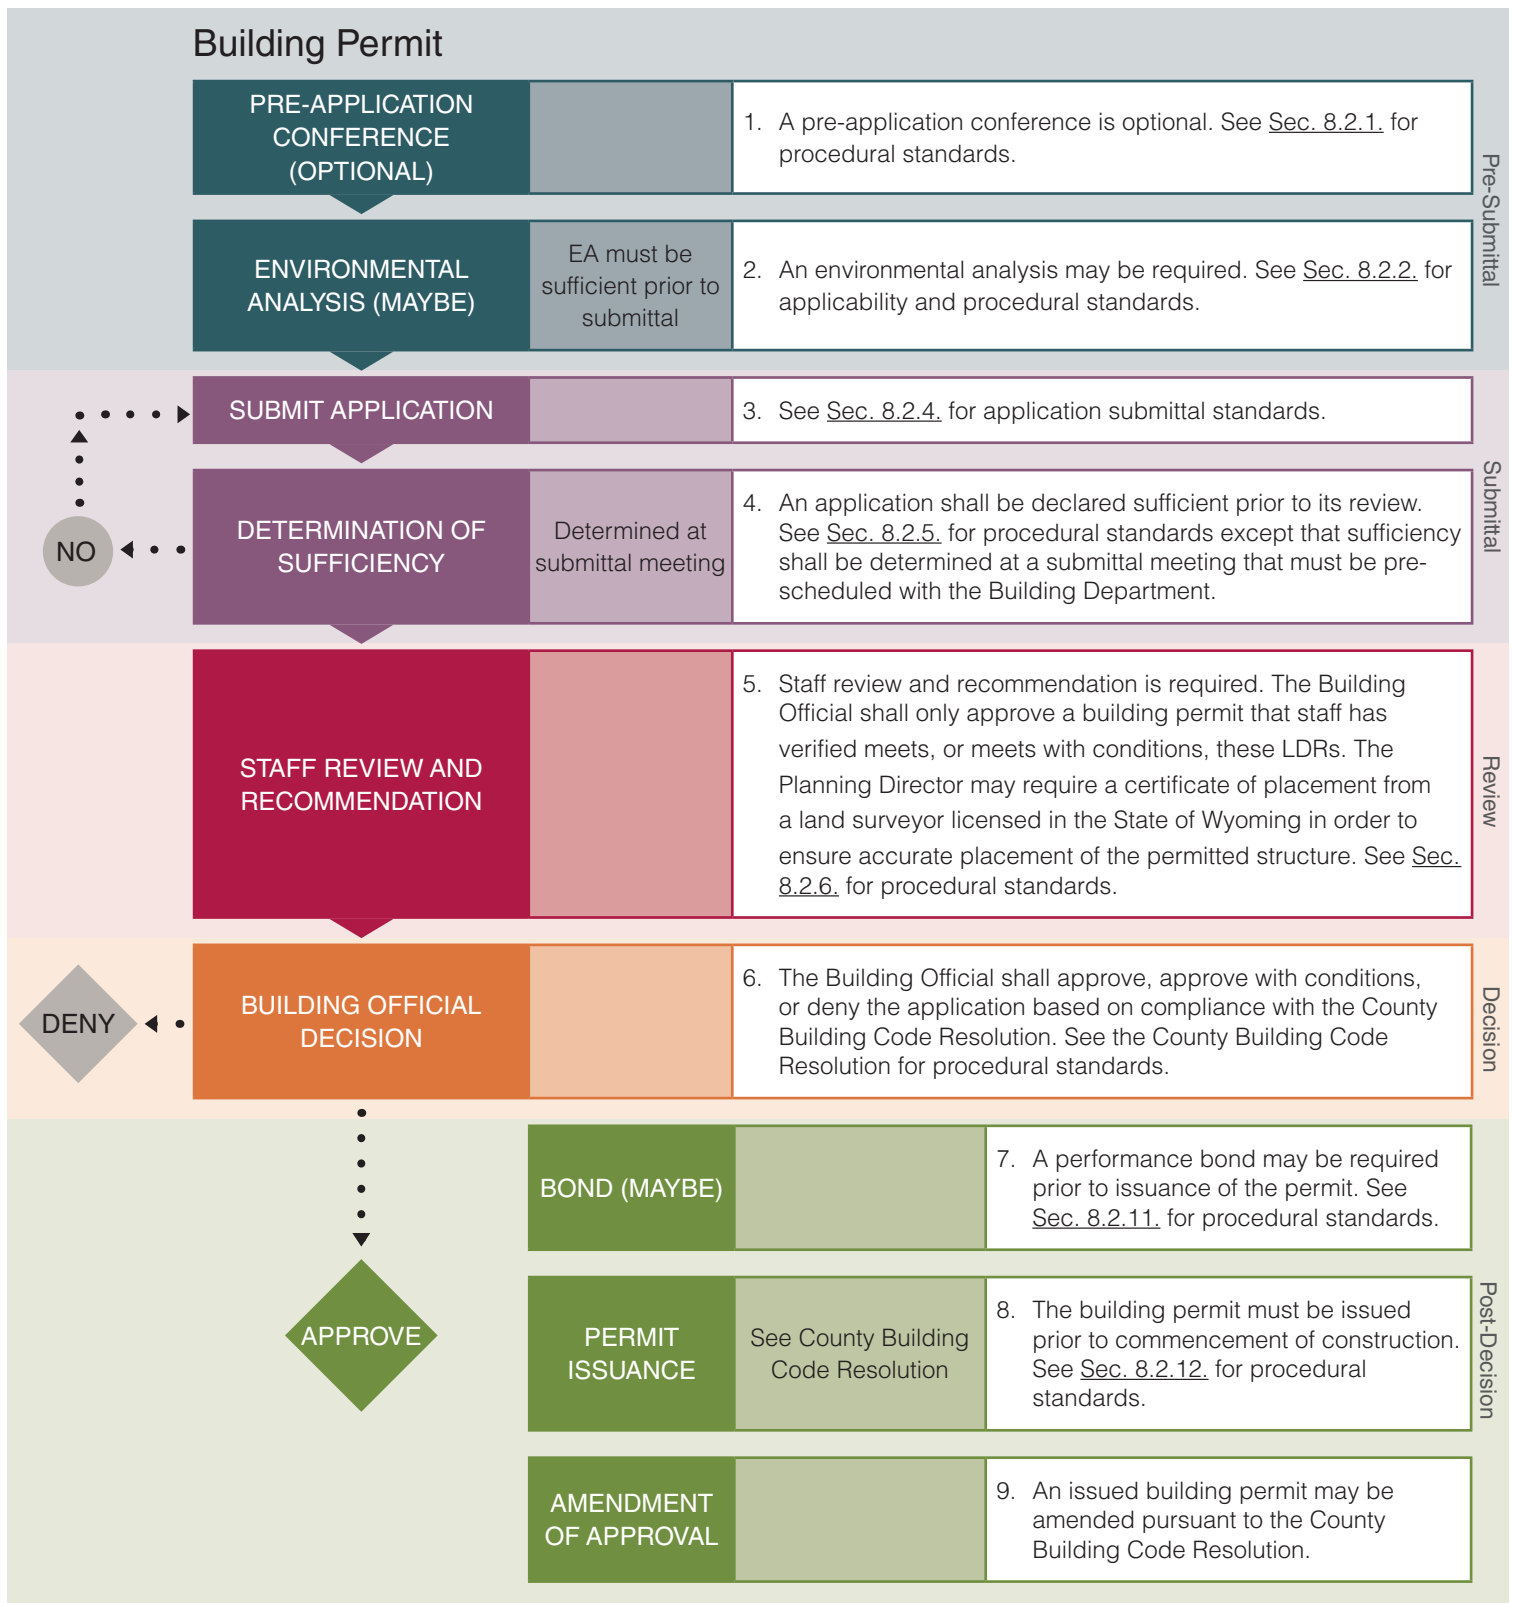 Building Permit
PRE-APPLICATION
CONFERENCE
(OPTIONAL)
1. A pre-application conference is optional. See Sec. 8.2.1. for
procedural standards.
ENVIRONMENTAL
ANALYSIS (MAYBE)
EA must be
sufficient prior to
submittal
2. An environmental analysis may be required. See Sec. 8.2.2. for
applicability and procedural standards.
Pre-Submittal
SUBMIT APPLICATION
3. See Sec. 8.2.4. for application submittal standards.
NO
DETERMINATION OF
SUFFICIENCY
Determined at
submittal meeting
4. An application shall be declared sufficient prior to its review.
See Sec. 8.2.5. for procedural standards except that sufficiency
shall be determined at a submittal meeting that must be pre-
scheduled with the Building Department.
Submittal
STAFF REVIEW AND
RECOMMENDATION
5. Staff review and recommendation is required. The Building
Official shall only approve a building permit that staff has
verified meets, or meets with conditions, these LDRs. The
Planning Director may require a certificate of placement from
a land surveyor licensed in the State of Wyoming in order to
ensure accurate placement of the permitted structure. See Sec.
8.2.6. for procedural standards.
Review
DENY
BUILDING OFFICIAL
DECISION
6. The Building Official shall approve, approve with conditions,
or deny the application based on compliance with the County
Building Code Resolution. See the County Building Code
Resolution for procedural standards.
Decision
APPROVE
BOND (MAYBE)
7. A performance bond may be required
prior to issuance of the permit. See
Sec. 8.2.11. for procedural standards.
PERMIT
ISSUANCE
See County Building
Code Resolution
8. The building permit must be issued
prior to commencement of construction.
See Sec. 8.2.12. for procedural
standards.
AMENDMENT
OF APPROVAL
9. An issued building permit may be
amended pursuant to the County
Building Code Resolution.
Post-Decision